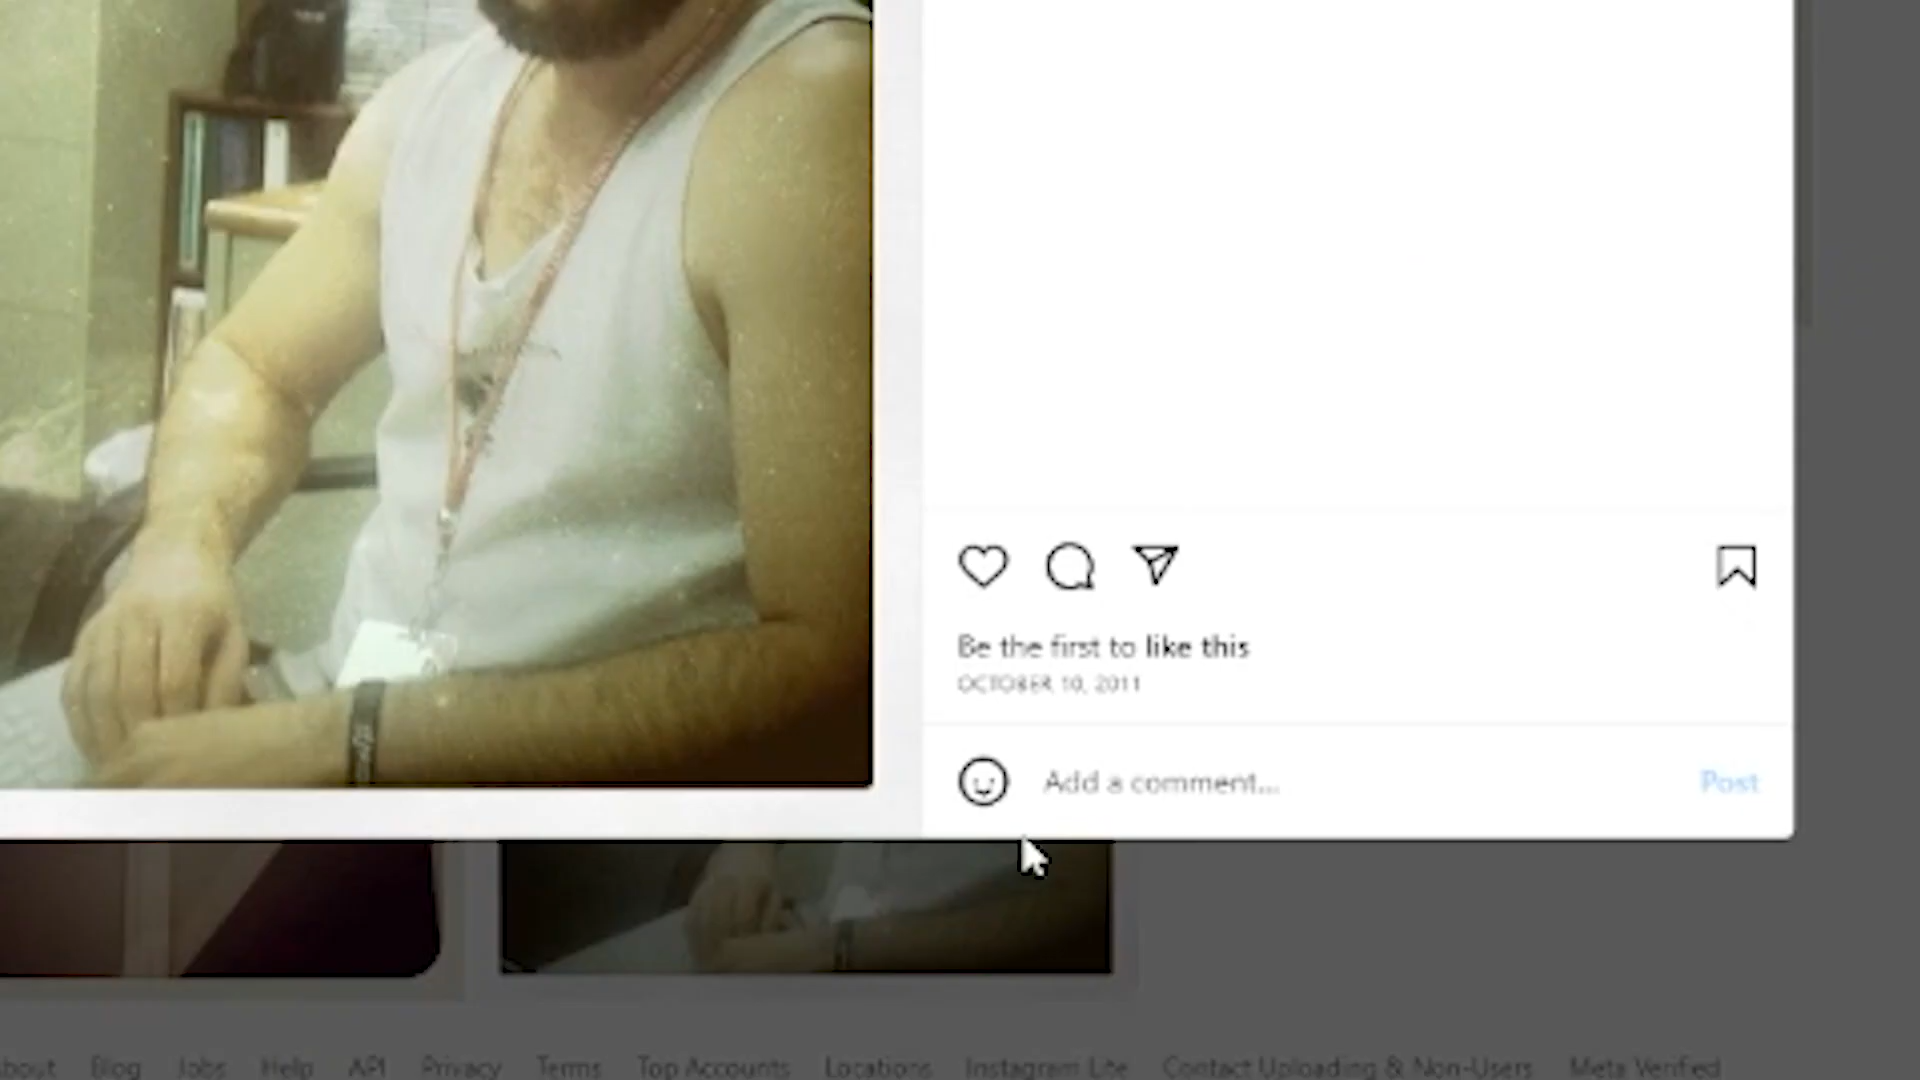 Be the first to like this
OCTOBER 10, 2011
Add a comment...
Post
About Blog Jobs Help API Privacy Terms Top Accounts Locations Instagram Lite Contact Uploading & Non-Users Meta Verified